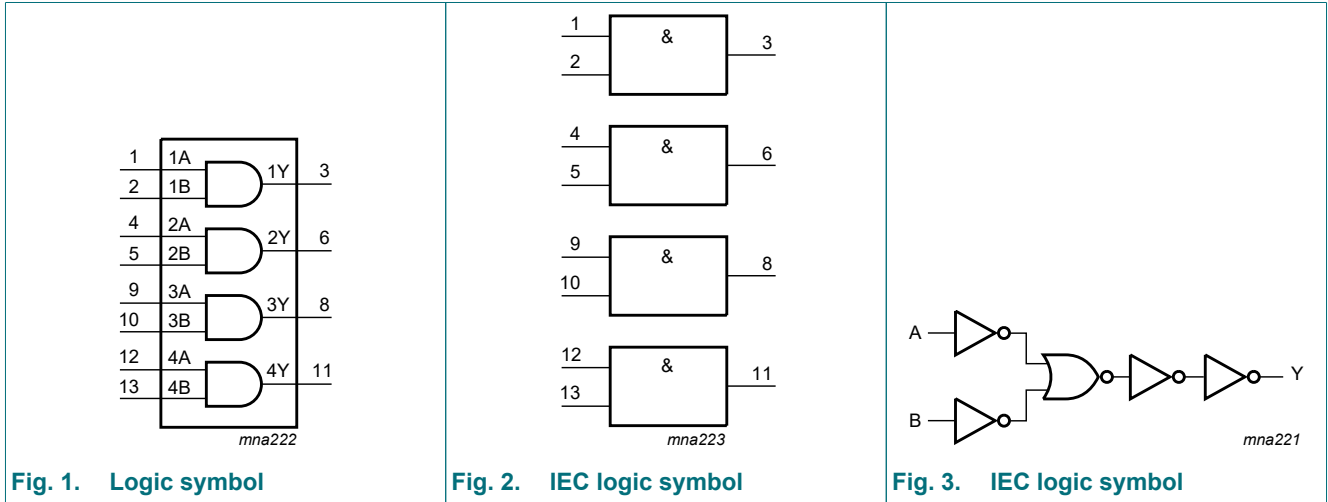 1
1A
1Y
3
2
1B
4
2A
2Y
6
5
2B
9
3A
3Y
8
10
3B
12
4A
4Y
11
13
4B
mna222
Fig. 1. Logic symbol
1
&
3
2
4
&
6
5
9
&
8
10
12
&
11
13
mna223
Fig. 2. IEC logic symbol
A
Y
B
mna221
Fig. 3. IEC logic symbol